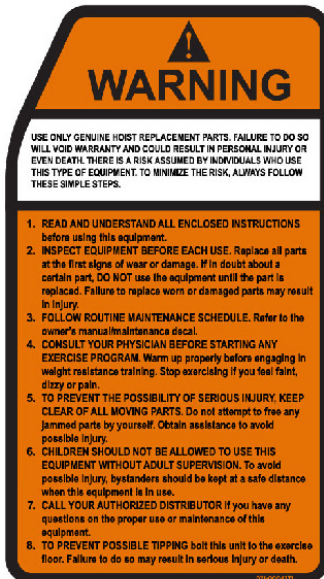 WARNING
USE ONLY GENUINE HOIST REPLACEMENT PARTS. FAILURE TO DO SO
WILL VOID WARRANTY AND COULD RESULT IN PERSONAL INJURY OR
EVEN DEATH. THERE IS A RISK ASSUMED BY INDIVIDUALS WHO USE
THIS TYPE OF EQUIPMENT. TO MINIMIZE THE RISK, ALWAYS FOLLOW
THESE SIMPLE STEPS.
1. READ AND UNDERSTAND ALL ENCLOSED INSTRUCTIONS
before using this equipment.
2. INSPECT EQUIPMENT BEFORE EACH USE. Replace all parts
at the first signs of wear or damage. If in doubt about a
certain part, DO NOT use the equipment until the part is
replaced. Failure to replace worn or damaged parts may result
in injury.
3. FOLLOW ROUTINE MAINTENANCE SCHEDULE. Refer to the
owner's manual/maintenance decal.
4. CONSULT YOUR PHYSICIAN BEFORE STARTING ANY
EXERCISE PROGRAM. Warm up properly before engaging in
weight resistance training. Stop exercising if you feel faint,
dizzy or pain.
5. TO PREVENT THE POSSIBILITY OF SERIOUS INJURY, KEEP
CLEAR OF ALL MOVING PARTS. Do not attempt to free any
jammed parts by yourself. Obtain assistance to avoid
possible injury.
6. CHILDREN SHOULD NOT BE ALLOWED TO USE THIS
EQUIPMENT WITHOUT ADULT SUPERVISION. To avoid
possible injury, bystanders should be kept at a safe distance
when this equipment is in use.
7. CALL YOUR AUTHORIZED DISTRIBUTOR if you have any
questions on the proper use or maintenance of this
equipment.
8. TO PREVENT POSSIBLE TIPPING bolt this unit to the exercise
floor. Failure to do so may result in serious injury or death.